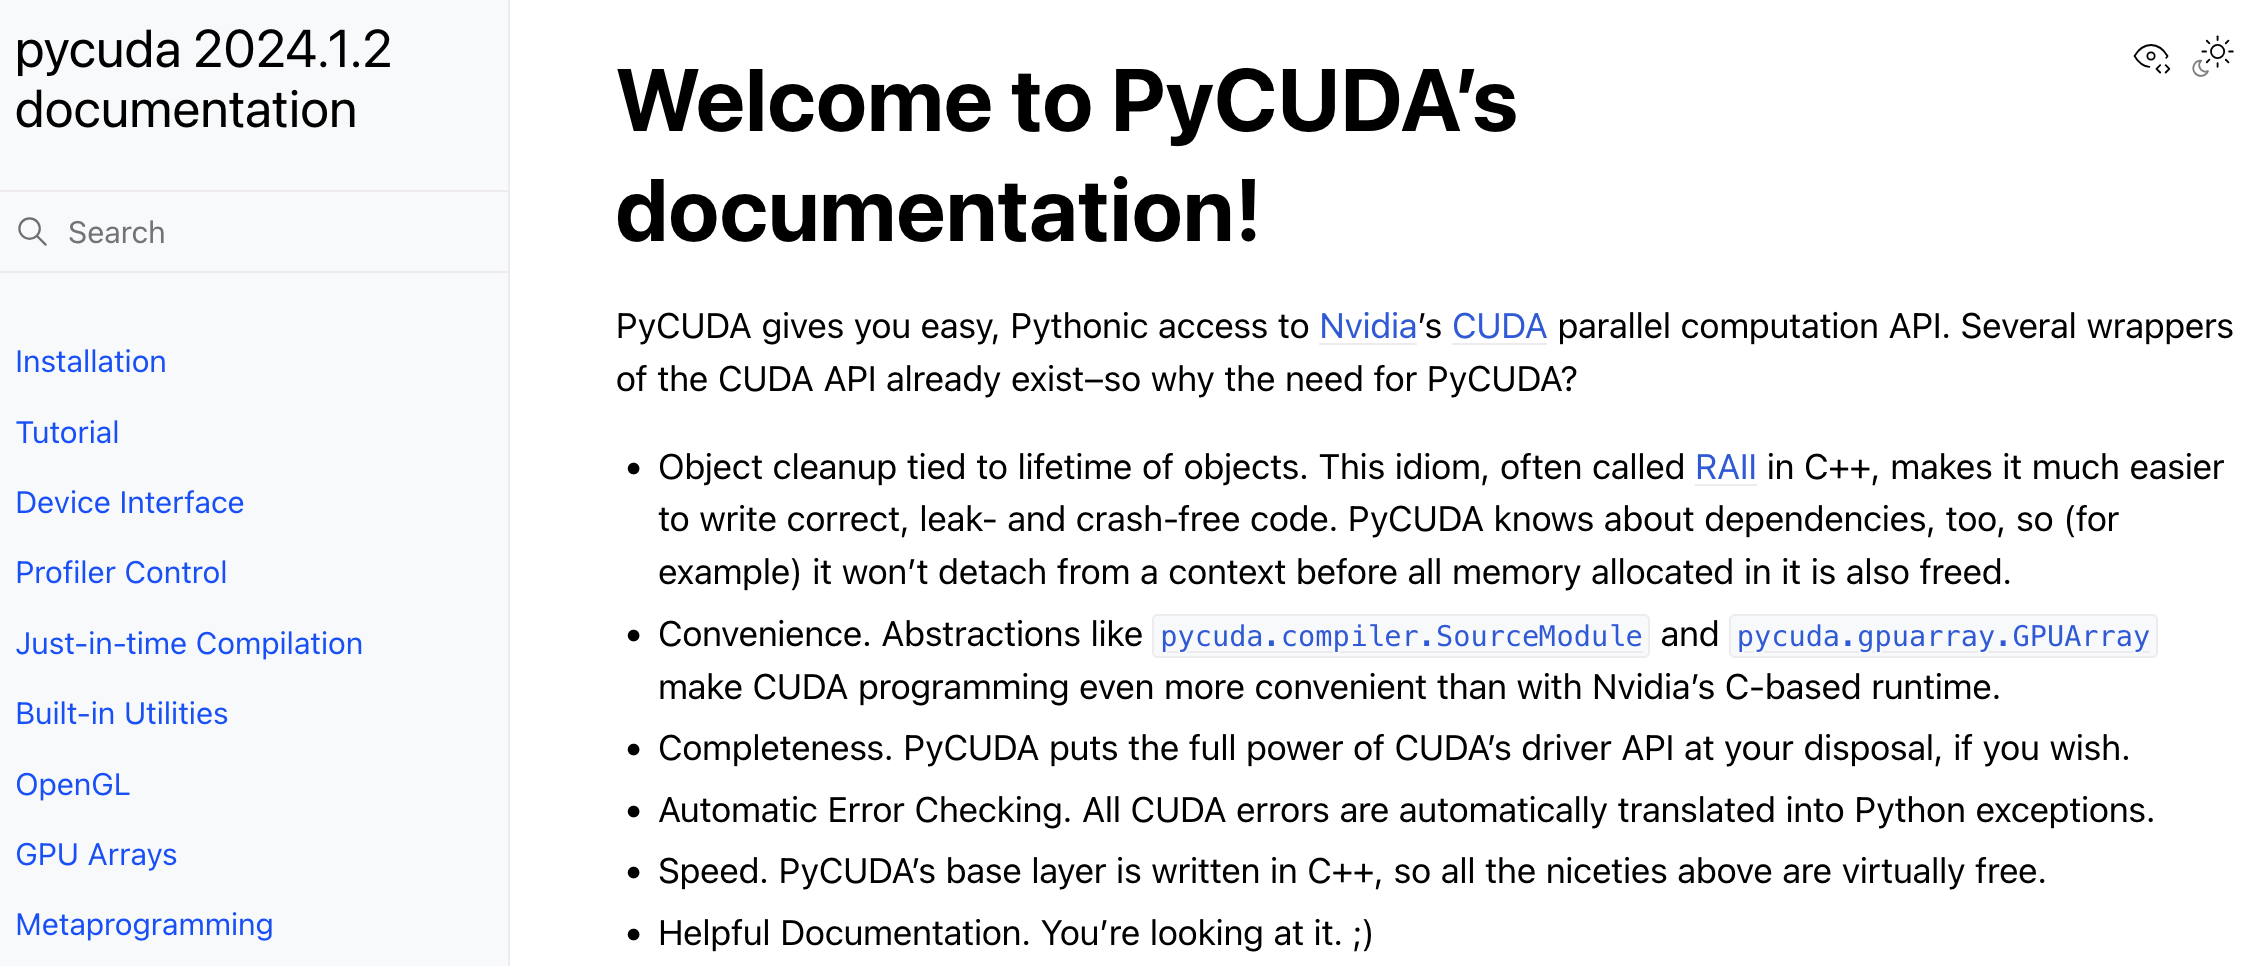 pycuda 2024.1.2
documentation
Search
Installation
Tutorial
Device Interface
Profiler Control
Just-in-time Compilation
Built-in Utilities
OpenGL
GPU Arrays
Metaprogramming
Welcome to PyCUDA’s
documentation!
PyCUDA gives you easy, Pythonic access to Nvidia’s CUDA parallel computation API. Several wrappers
of the CUDA API already exist–so why the need for PyCUDA?
• Object cleanup tied to lifetime of objects. This idiom, often called RAII in C++, makes it much easier
to write correct, leak- and crash-free code. PyCUDA knows about dependencies, too, so (for
example) it won’t detach from a context before all memory allocated in it is also freed.
• Convenience. Abstractions like pycuda.compiler.SourceModule and pycuda.gpuarray.GPUArray
make CUDA programming even more convenient than with Nvidia’s C-based runtime.
• Completeness. PyCUDA puts the full power of CUDA’s driver API at your disposal, if you wish.
• Automatic Error Checking. All CUDA errors are automatically translated into Python exceptions.
• Speed. PyCUDA’s base layer is written in C++, so all the niceties above are virtually free.
• Helpful Documentation. You’re looking at it. ;)